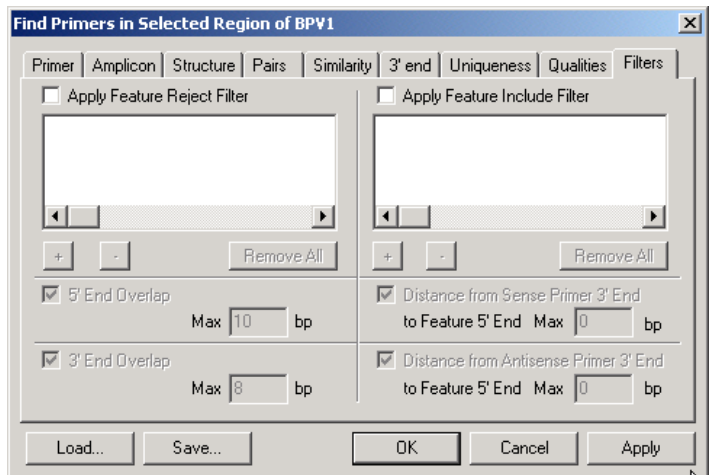 Find Primers in Selected Region of BPV1
Primer Amplicon Structure Pairs Similarity 3' end Uniqueness Qualities Filters
Apply Feature Reject Filter
Apply Feature Include Filter
+ - Remove All
+ - Remove All
5' End Overlap
Max 10 bp
3' End Overlap
Max 8 bp
Distance from Sense Primer 3' End
to Feature 5' End Max 0 bp
Distance from Antisense Primer 3' End
to Feature 5' End Max 0 bp
Load... Save... OK Cancel Apply